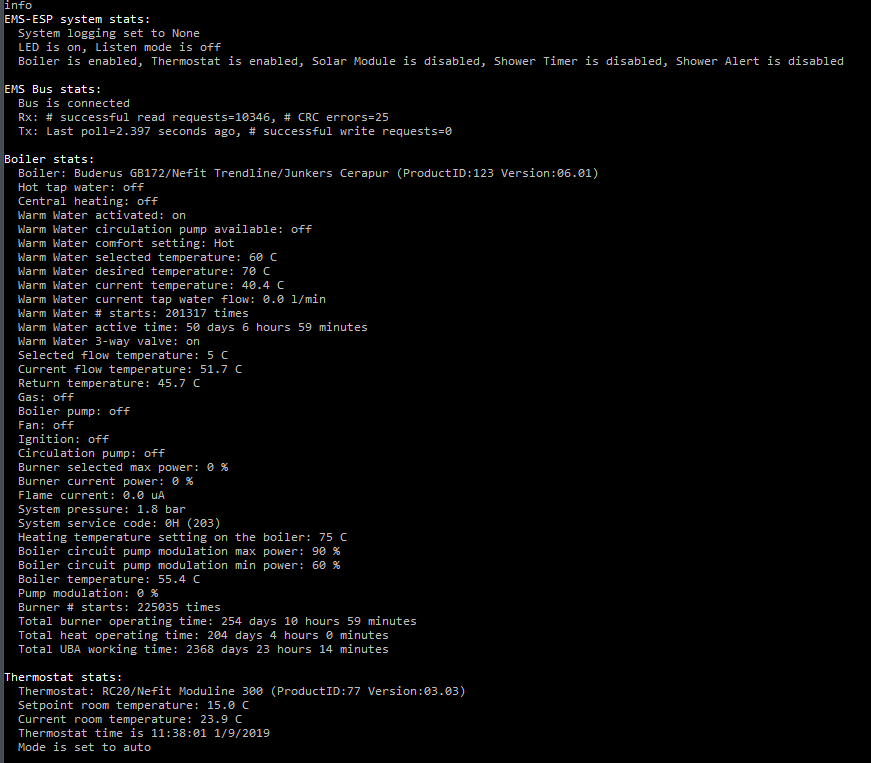 info
EMS-ESP system stats:
System logging set to None
LED is on, Listen mode is off
Boiler is enabled, Thermostat is enabled, Solar Module is disabled, Shower Timer is disabled, Shower Alert is disabled
EMS Bus stats:
Bus is connected
Rx: # successful read requests=10346, # CRC errors=25
Tx: Last poll=2.397 seconds ago, # successful write requests=0
Boiler stats:
Boiler: Buderus GB172/Nefit Trendline/Junkers Cerapur (ProductID:123 Version:06.01)
Hot tap water: off
Central heating: off
Warm Water activated: on
Warm Water circulation pump available: off
Warm Water comfort setting: Hot
Warm Water selected temperature: 60 C
Warm Water desired temperature: 70 C
Warm Water current temperature: 40.4 C
Warm Water current tap water flow: 0.0 l/min
Warm Water # starts: 201317 times
Warm Water active time: 50 days 6 hours 59 minutes
Warm Water 3-way valve: on
Selected flow temperature: 5 C
Current flow temperature: 51.7 C
Return temperature: 45.7 C
Gas: off
Boiler pump: off
Fan: off
Ignition: off
Circulation pump: off
Burner selected max power: 0 %
Burner current power: 0 %
Flame current: 0.0 uA
System pressure: 1.8 bar
System service code: 0H (203)
Heating temperature setting on the boiler: 75 C
Boiler circuit pump modulation max power: 90 %
Boiler circuit pump modulation min power: 60 %
Boiler temperature: 55.4 C
Pump modulation: 0 %
Burner # starts: 225035 times
Total burner operating time: 254 days 10 hours 59 minutes
Total heat operating time: 204 days 4 hours 0 minutes
Total UBA working time: 2368 days 23 hours 14 minutes
Thermostat stats:
Thermostat: RC20/Nefit Moduline 300 (ProductID:77 Version:03.03)
Setpoint room temperature: 15.0 C
Current room temperature: 23.9 C
Thermostat time is 11:38:01 1/9/2019
Mode is set to auto